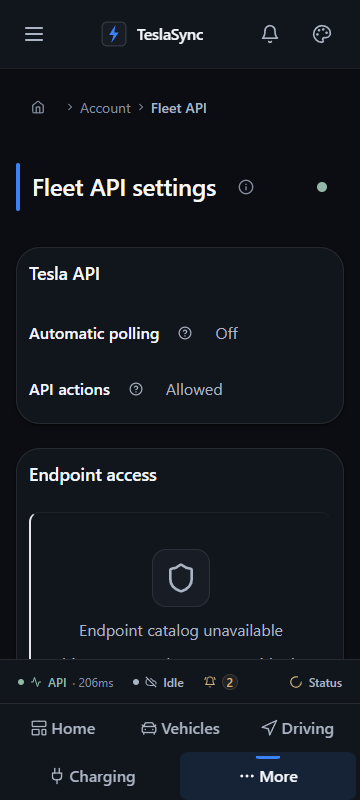 TeslaSync
Account
Fleet API
Fleet API settings
Tesla API
Automatic polling
Off
API actions
Allowed
Endpoint access
Endpoint catalog unavailable
API · 206ms
Idle
2
Status
Home
Vehicles
Driving
Charging
More